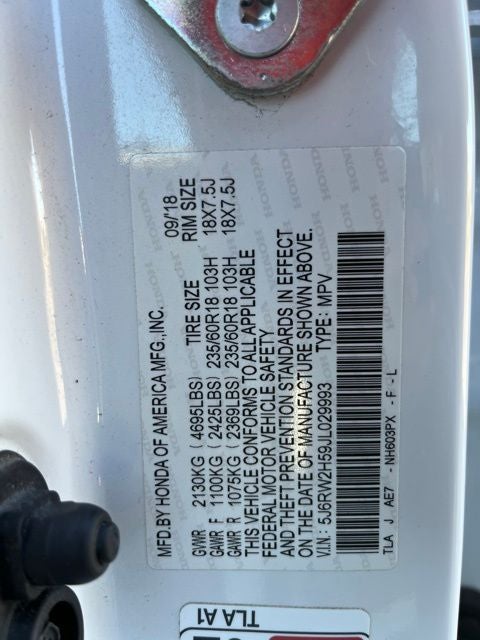 MFD.BY HONDA OF AMERICA MFG., INC. 09/18
TIRE SIZE RIM SIZE
GVWR 2130KG (4695LBS)
GAWR F 1100KG (2425LBS) 235/60R18 103H 18X7.5J
GAWR R 1075KG (2369LBS) 235/60R18 103H 18X7.5J
THIS VEHICLE CONFORMS TO ALL APPLICABLE
FEDERAL MOTOR VEHICLE SAFETY
AND THEFT PREVENTION STANDARDS IN EFFECT
ON THE DATE OF MANUFACTURE SHOWN ABOVE.
V.I.N.: 5J6RW2H59JL029993 TYPE: MPV
TLA J AE7 - NH603PX - F - L
TLA A1